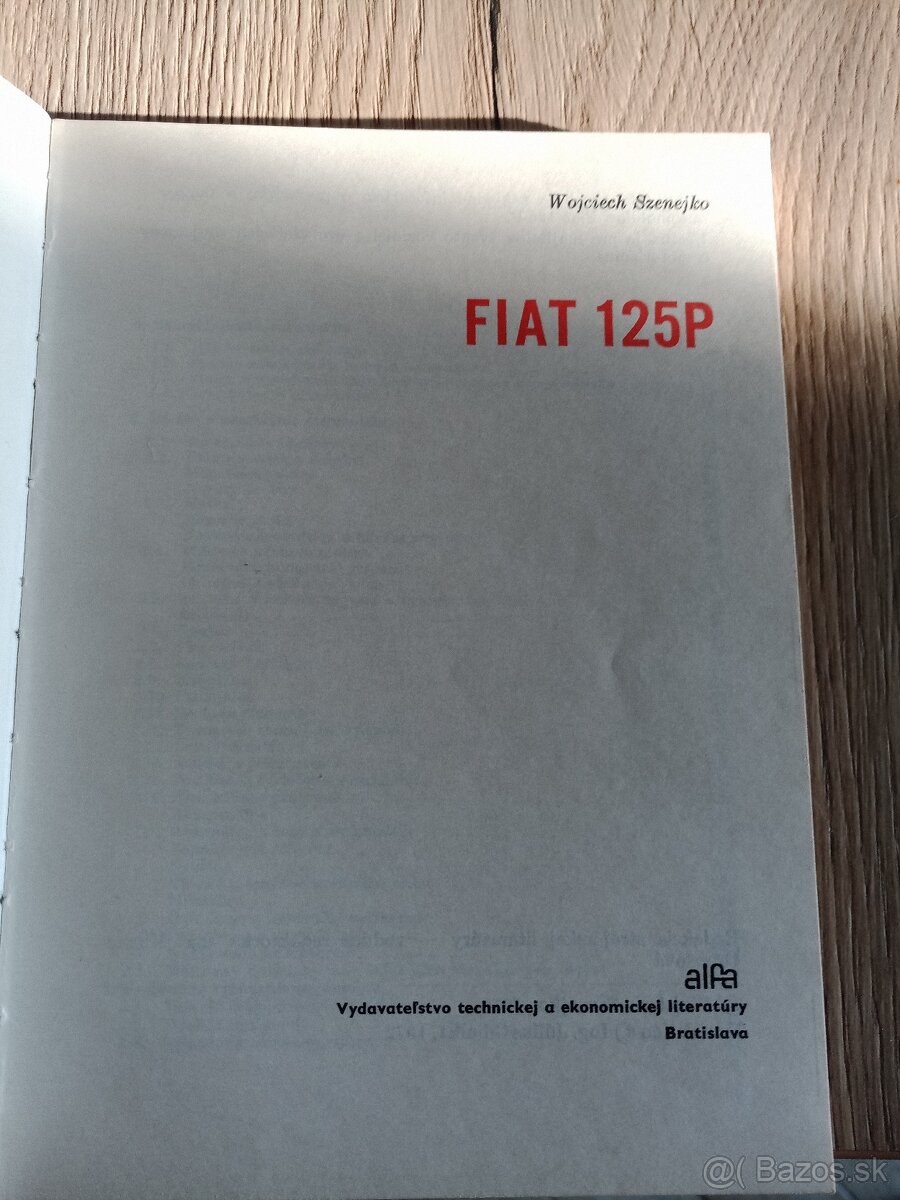 Wojciech Szenejko
FIAT 125P
alfa
Vydavateľstvo technickej a ekonomickej literatúry
Bratislava
@( Bazos.sk